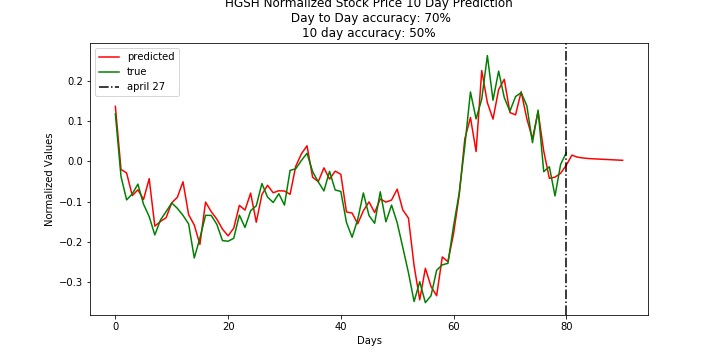 HGSH Normalized Stock Price 10 Day Prediction
Day to Day accuracy: 70%
10 day accuracy: 50%
predicted
true
april 27
Normalized Values
0.2
0.1
0.0
−0.1
−0.2
−0.3
0
20
40
60
80
Days